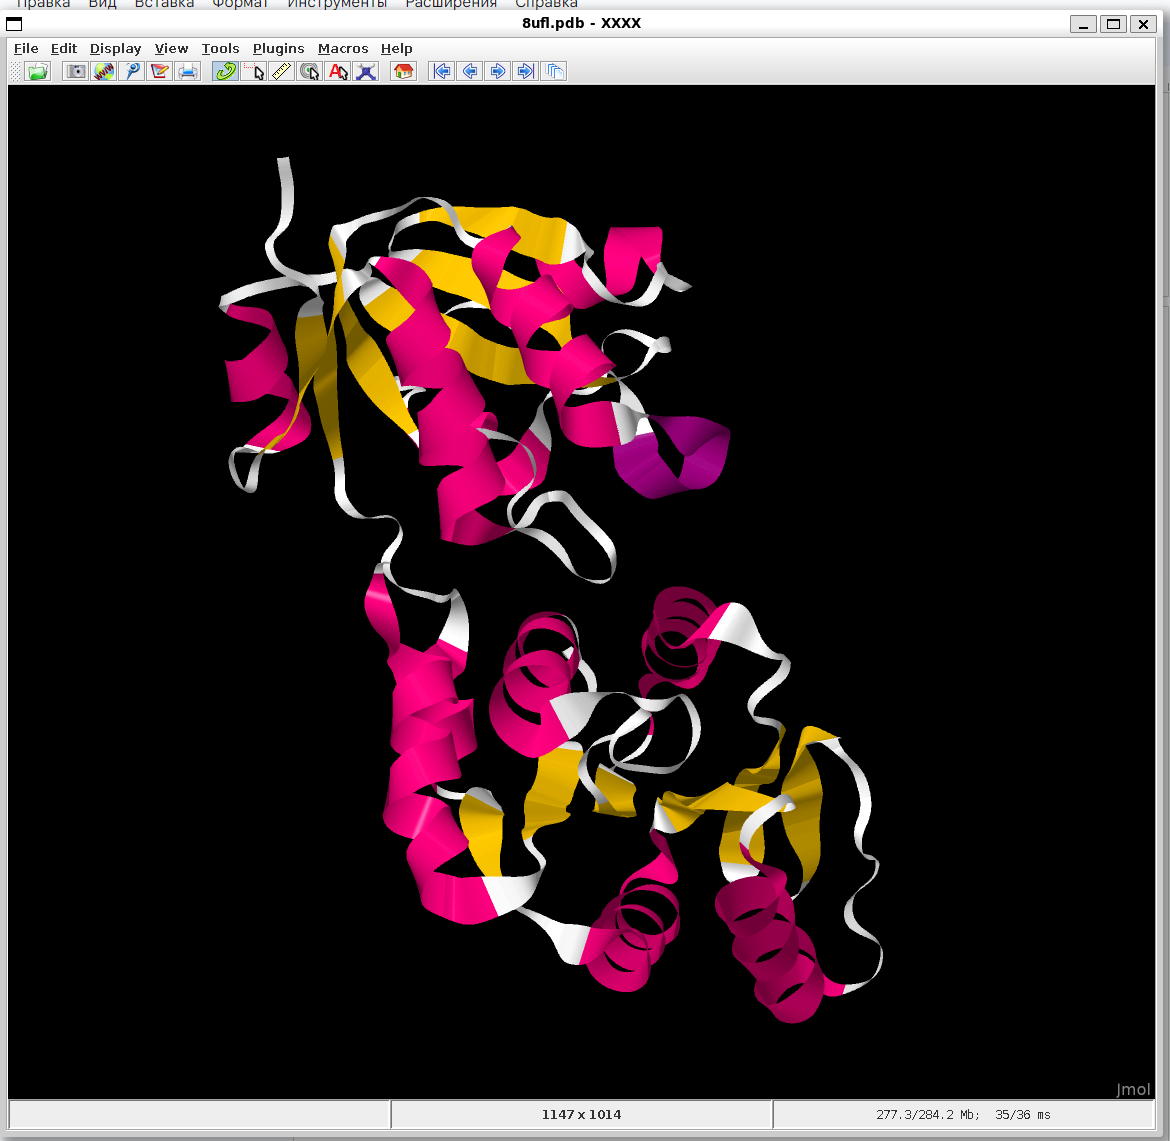 Правка Вид Вставка Формат Инструменты Расширения Справка
8ufl.pdb - XXXX
File Edit Display View Tools Plugins Macros Help
Jmol
1147 x 1014
277.3/284.2 Mb; 35/36 ms